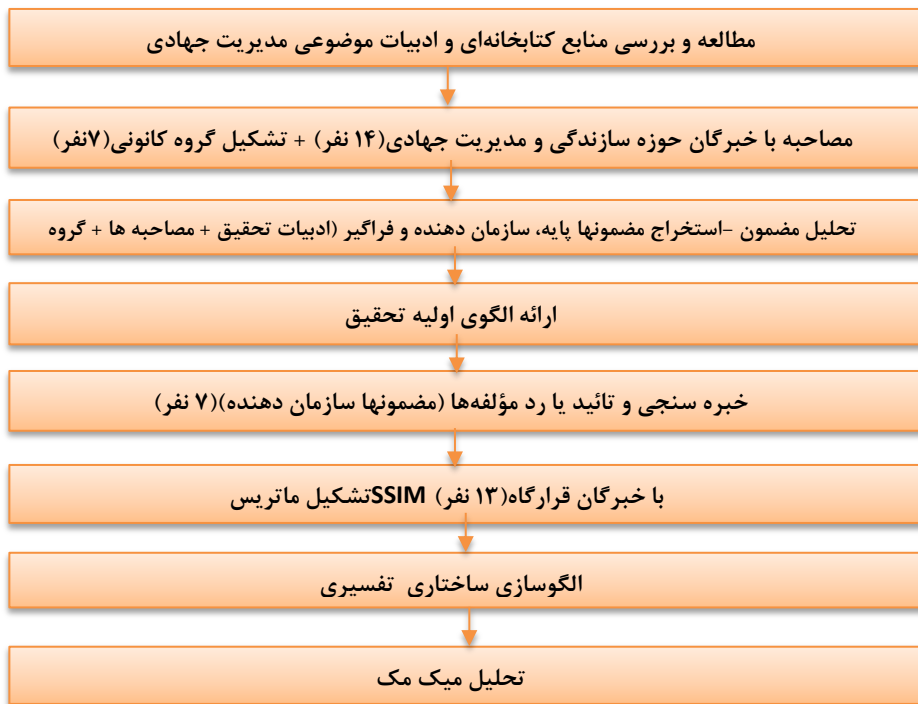 مطالعه و بررسی منابع کتابخانه‌ای و ادبیات موضوعی مدیریت جهادی
مصاحبه با خبرگان حوزه سازندگی و مدیریت جهادی(۱۴ نفر) + تشکیل گروه کانونی(۷نفر)
تحلیل مضمون –استخراج مضمونها پایه، سازمان دهنده و فراگیر (ادبیات تحقیق + مصاحبه ها + گروه
ارائه الگوی اولیه تحقیق
خبره سنجی و تائید یا رد مؤلفه‌ها (مضمونها سازمان دهنده)(۷ نفر)
با خبرگان قرارگاه(۱۳ نفر) SSIMتشکیل ماتریس
الگوسازی ساختاری تفسیری
تحلیل میک مک